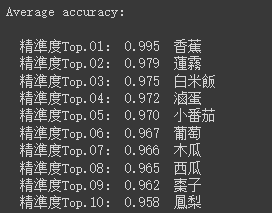 Average accuracy:
精準度Top.01: 0.995 香蕉
精準度Top.02: 0.979 蓮霧
精準度Top.03: 0.975 白米飯
精準度Top.04: 0.972 滷蛋
精準度Top.05: 0.970 小番茄
精準度Top.06: 0.967 葡萄
精準度Top.07: 0.966 木瓜
精準度Top.08: 0.965 西瓜
精準度Top.09: 0.962 棗子
精準度Top.10: 0.958 鳳梨